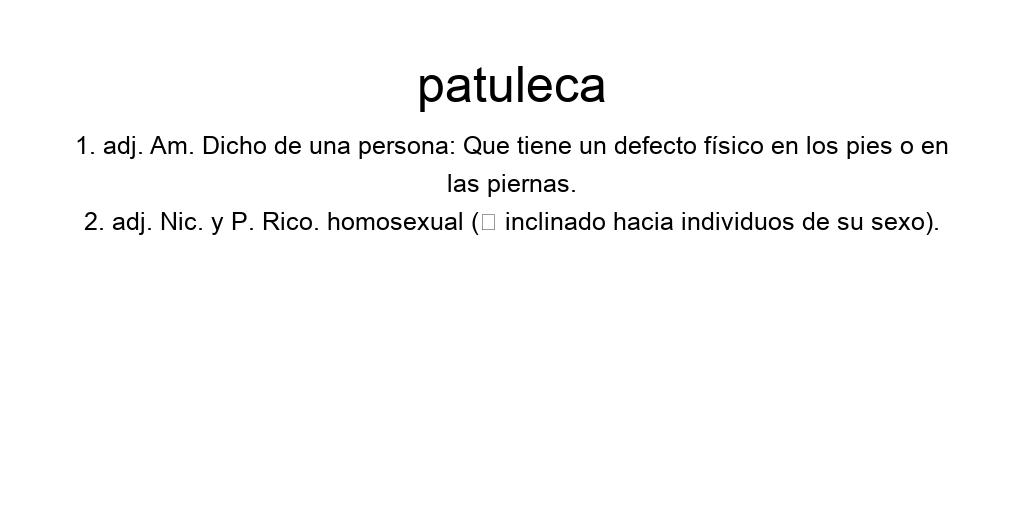 patuleca
1. adj. Am. Dicho de una persona: Que tiene un defecto físico en los pies o en
las piernas.
2. adj. Nic. y P. Rico. homosexual (□ inclinado hacia individuos de su sexo).